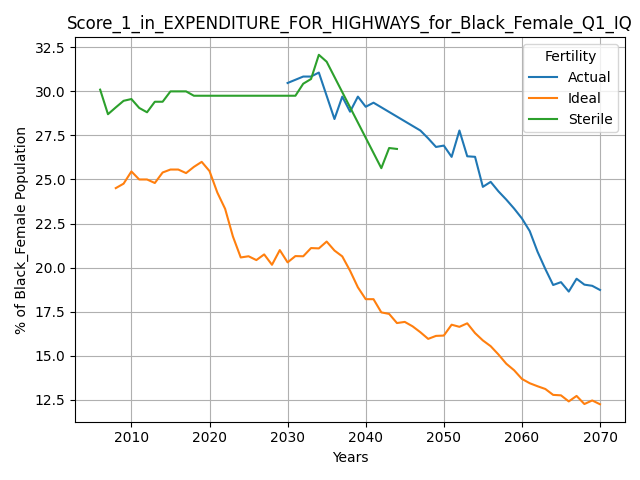 Score_1_in_EXPENDITURE_FOR_HIGHWAYS_for_Black_Female_Q1_IQ
Fertility
Actual
Ideal
Sterile
% of Black_Female Population
32.5
30.0
27.5
25.0
22.5
20.0
17.5
15.0
12.5
2010 2020 2030 2040 2050 2060 2070
Years